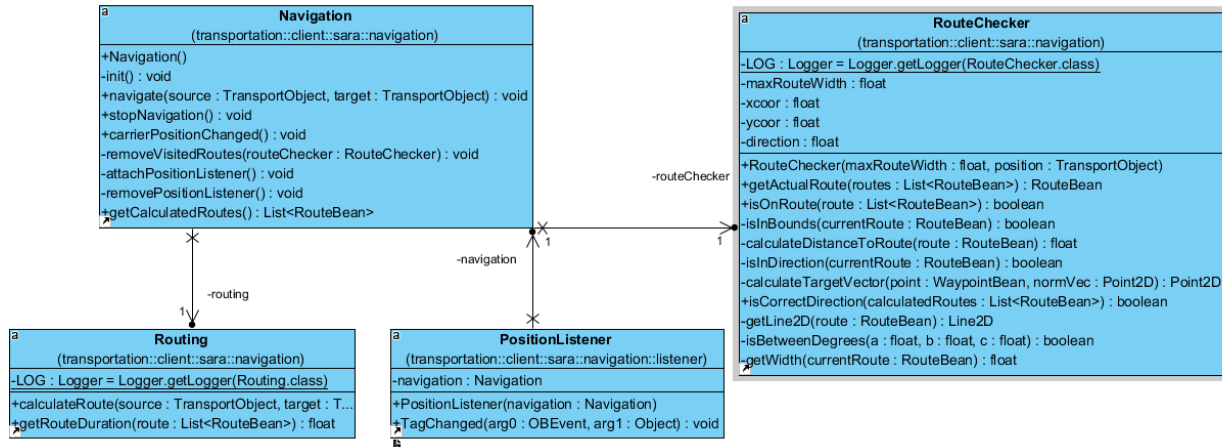 a
Navigation
(transportation::client::sara::navigation)
+Navigation()
-init() : void
+navigate(source : TransportObject, target : TransportObject) : void
+stopNavigation() : void
+carrierPositionChanged() : void
-removeVisitedRoutes(routeChecker : RouteChecker) : void
-attachPositionListener() : void
-removePositionListener() : void
+getCalculatedRoutes() : List<RouteBean>
a
RouteChecker
(transportation::client::sara::navigation)
-LOG : Logger = Logger.getLogger(RouteChecker.class)
-maxRouteWidth : float
-xcoor : float
-ycoor : float
-direction : float
+RouteChecker(maxRouteWidth : float, position : TransportObject)
+getActualRoute(routes : List<RouteBean>) : RouteBean
+isOnRoute(route : List<RouteBean>) : boolean
-isInBounds(currentRoute : RouteBean) : boolean
-calculateDistanceToRoute(route : RouteBean) : float
-isInDirection(currentRoute : RouteBean) : boolean
-calculateTargetVector(point : WaypointBean, normVec : Point2D) : Point2D
+isCorrectDirection(calculatedRoutes : List<RouteBean>) : boolean
-getLine2D(route : RouteBean) : Line2D
-isBetweenDegrees(a : float, b : float, c : float) : boolean
-getWidth(currentRoute : RouteBean) : float
-routeChecker
1
1
-navigation
-routing
1
a
Routing
(transportation::client::sara::navigation)
-LOG : Logger = Logger.getLogger(Routing.class)
+calculateRoute(source : TransportObject, target : T...
+getRouteDuration(route : List<RouteBean>) : float
a
PositionListener
(transportation::client::sara::navigation::listener)
-navigation : Navigation
+PositionListener(navigation : Navigation)
+TagChanged(arg0 : OBEvent, arg1 : Object) : void